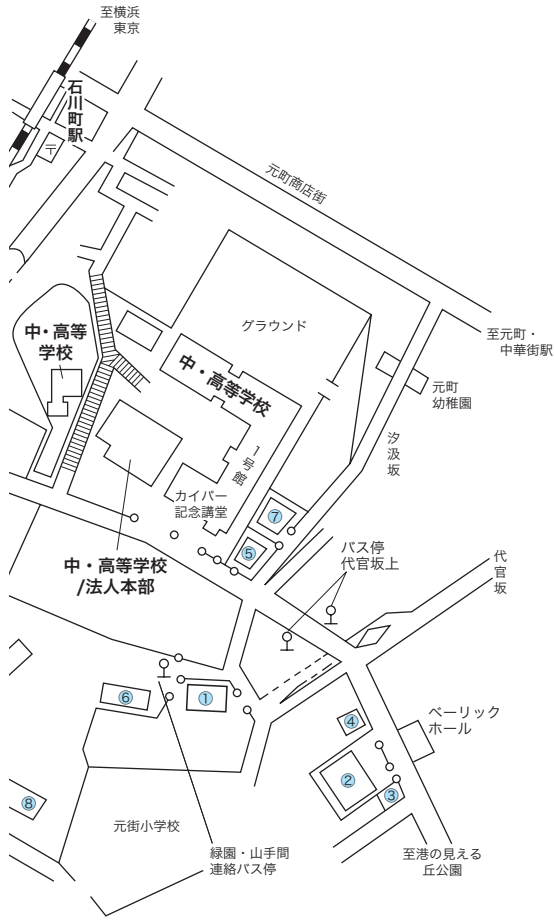 至横浜
東京
石川町駅
〒
元町商店街
中・高等
学校
グラウンド
至元町・
中華街駅
中・高等学校
元町
幼稚園
1号館
汐汲坂
カイパー
記念講堂
⑦
⑤
バス停
代官坂上
代官坂
中・高等学校
/法人本部
⑥
①
④
ベーリック
ホール
②
③
⑧
元街小学校
緑園・山手間
連絡バス停
至港の見える
丘公園